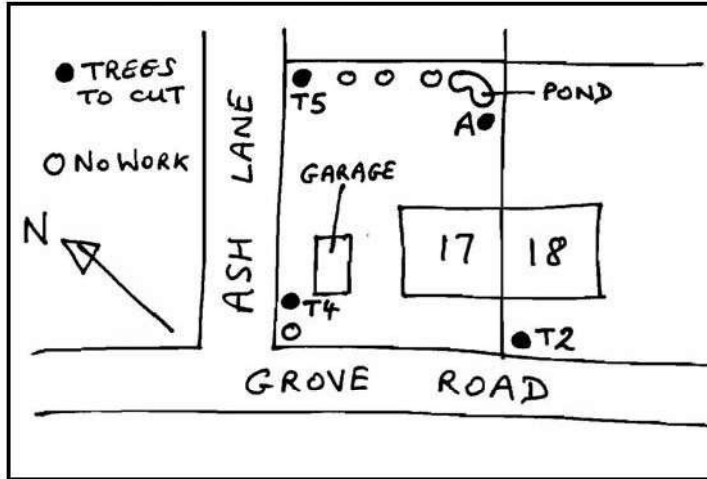 TREES
TO CUT
NO WORK
N
ASH LANE
T5
POND
A
GARAGE
17
18
T4
T2
GROVE ROAD